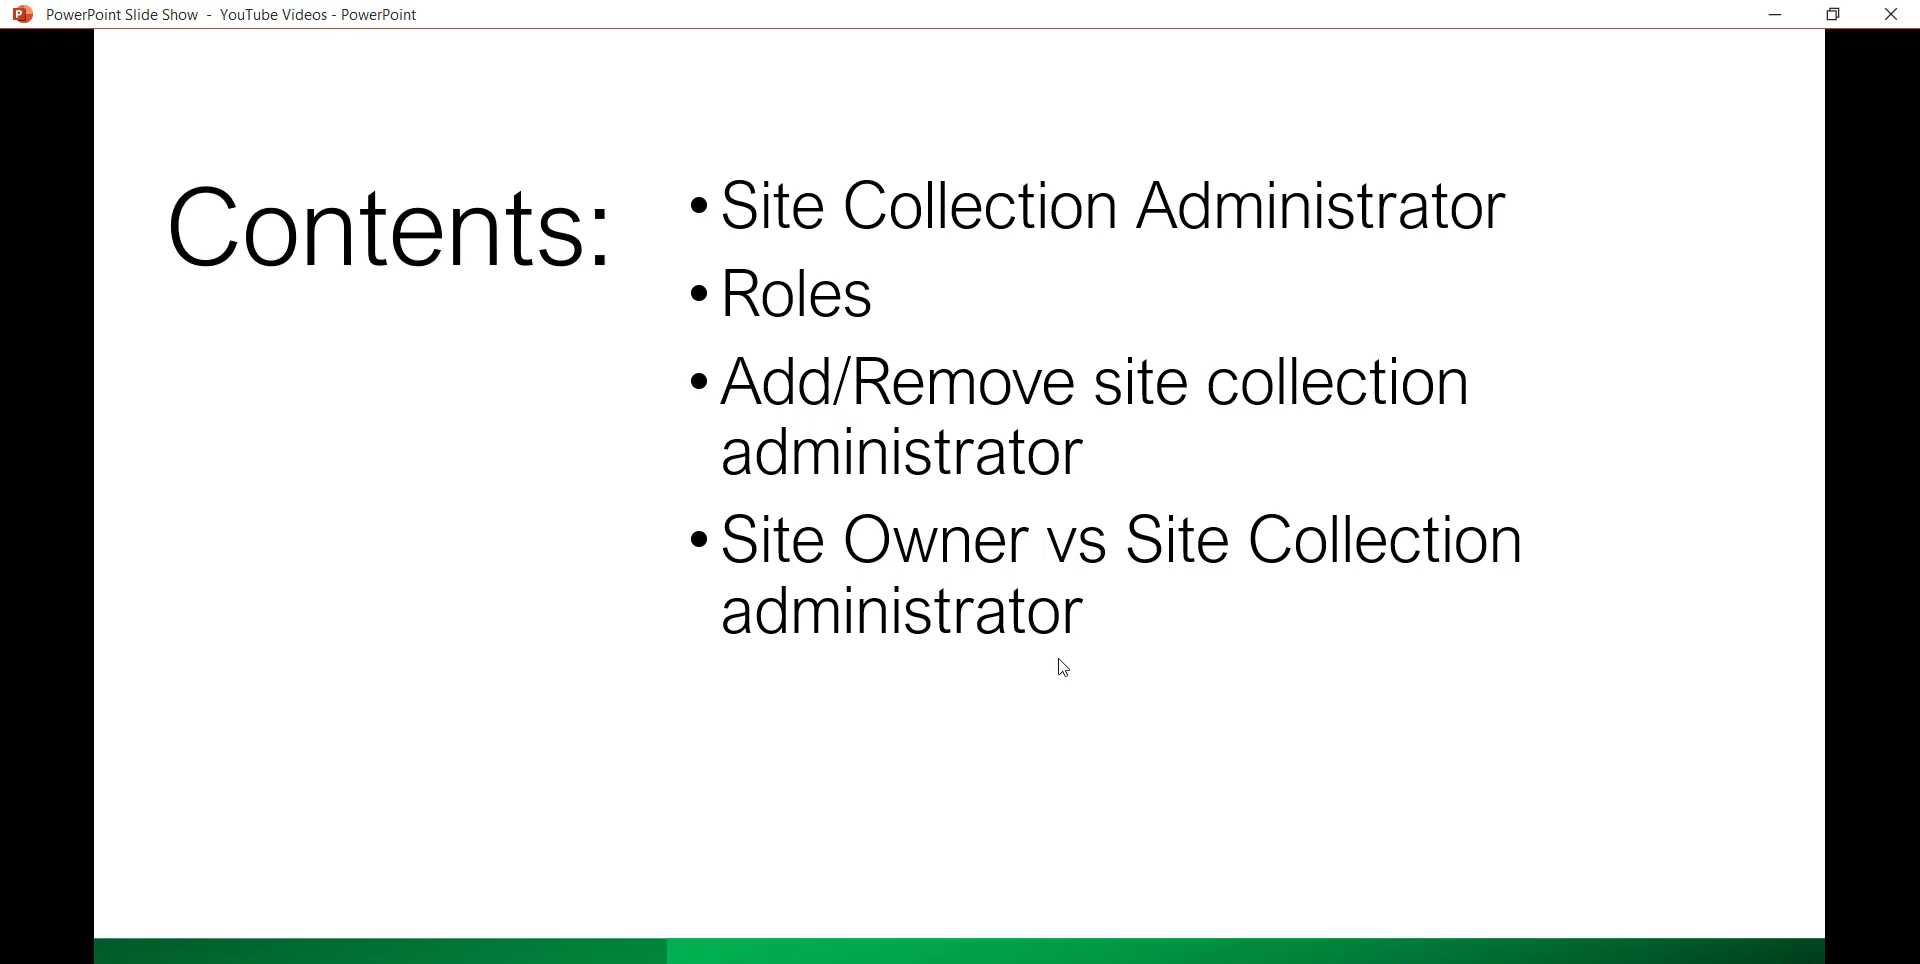 PowerPoint Slide Show - YouTube Videos - PowerPoint
Contents:
• Site Collection Administrator
• Roles
• Add/Remove site collection
administrator
• Site Owner vs Site Collection
administrator